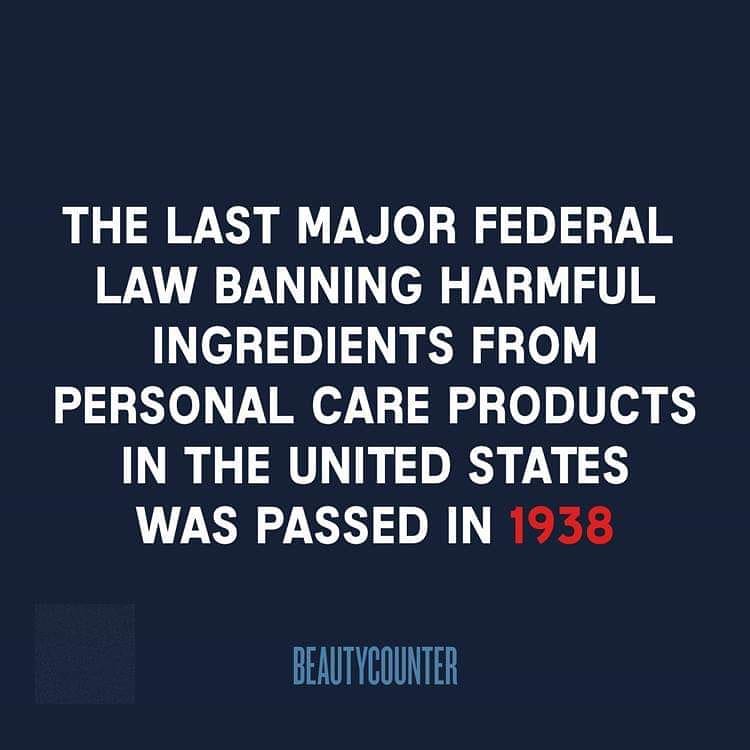 THE LAST MAJOR FEDERAL
LAW BANNING HARMFUL
INGREDIENTS FROM
PERSONAL CARE PRODUCTS
IN THE UNITED STATES
WAS PASSED IN 1938
BEAUTYCOUNTER